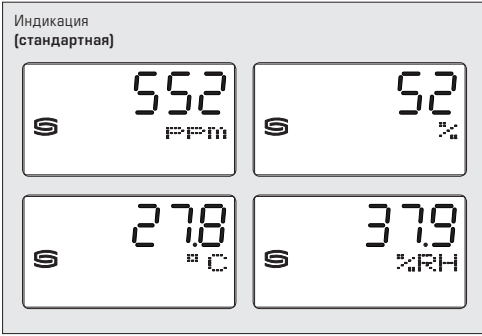 Индикация
(стандартная)
552
ppm
52
%
27.8
°C
37.9
%RH